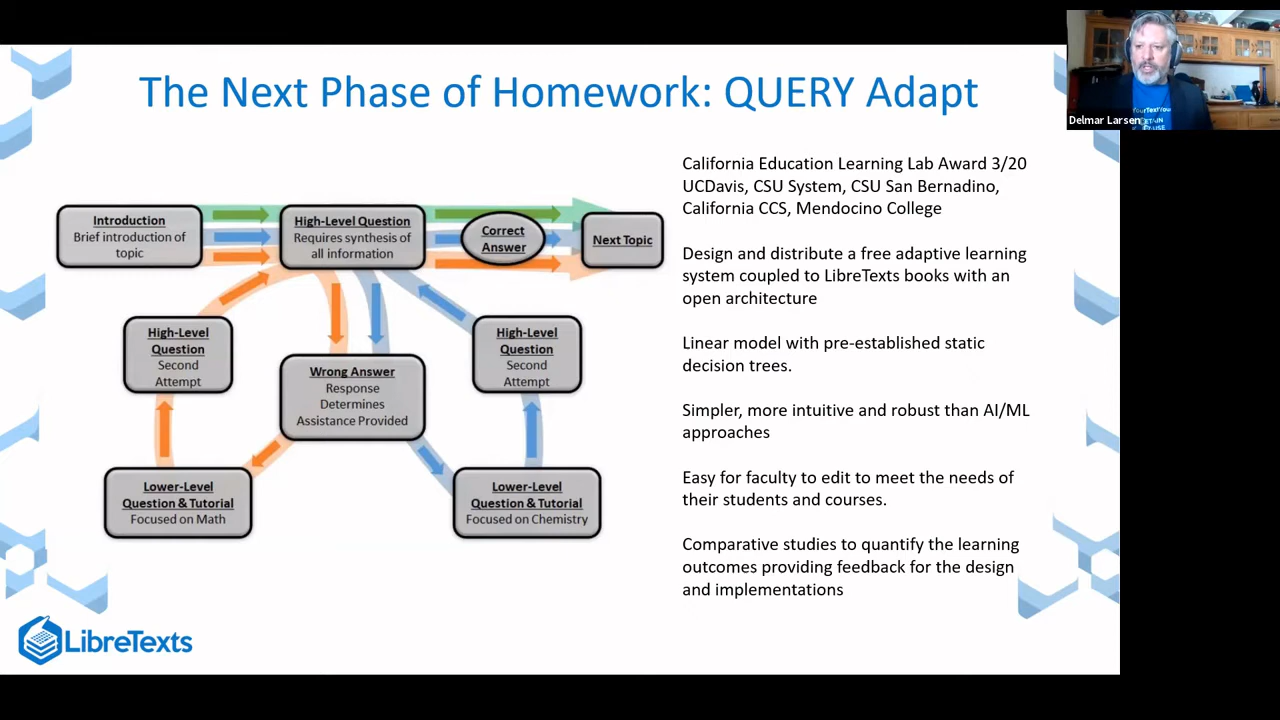 The Next Phase of Homework: QUERY Adapt
Delmar Larsen
Introduction
Brief introduction of
topic
High-Level Question
Requires synthesis of
all information
Correct
Answer
Next Topic
High-Level
Question
Second
Attempt
Wrong Answer
Response
Determines
Assistance Provided
High-Level
Question
Second
Attempt
Lower-Level
Question & Tutorial
Focused on Math
Lower-Level
Question & Tutorial
Focused on Chemistry
California Education Learning Lab Award 3/20
UCDavis, CSU System, CSU San Bernadino,
California CCS, Mendocino College
Design and distribute a free adaptive learning
system coupled to LibreTexts books with an
open architecture
Linear model with pre-established static
decision trees.
Simpler, more intuitive and robust than AI/ML
approaches
Easy for faculty to edit to meet the needs of
their students and courses.
Comparative studies to quantify the learning
outcomes providing feedback for the design
and implementations
LibreTexts